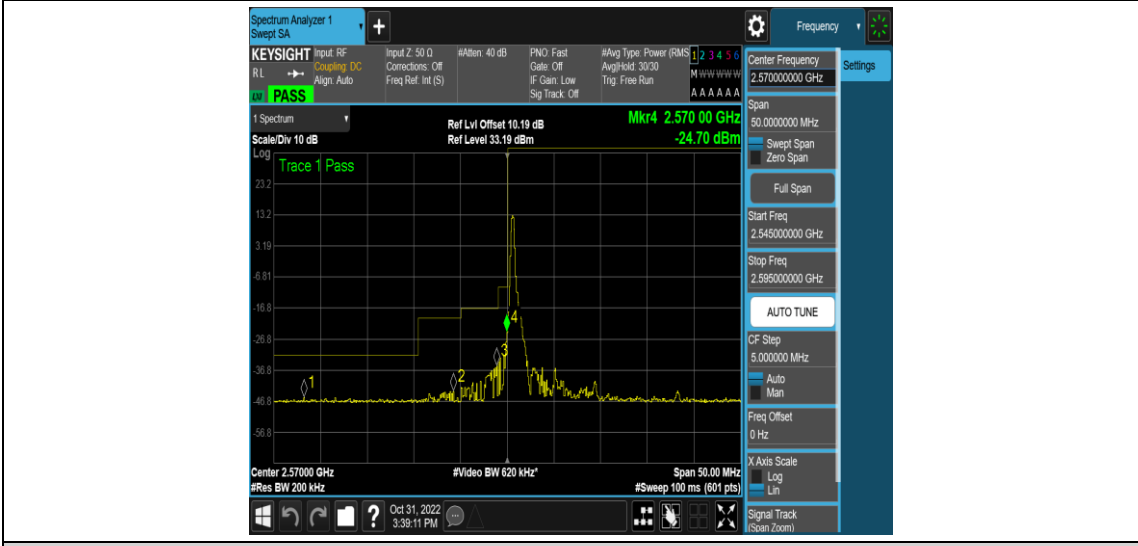 Spectrum Analyzer 1
Swept SA
+
Frequency
KEYSIGHT
RL
LXI PASS
Input: RF
Coupling: DC
Align: Auto
Input Z: 50 Ω
Corrections: Off
Freq Ref: Int (S)
#Atten: 40 dB
PNO: Fast
Gate: Off
IF Gain: Low
Sig Track: Off
#Avg Type: Power (RMS
Avg|Hold: 30/30
Trig: Free Run
1 2 3 4 5 6
M W W W W W
A A A A A A
1 Spectrum
Scale/Div 10 dB
Ref Lvl Offset 10.19 dB
Ref Level 33.19 dBm
Mkr4 2.570 00 GHz
-24.70 dBm
Log
Trace 1 Pass
23.2
13.2
3.19
-6.81
-16.8
-26.8
-36.8
-46.8
-56.8
1
2
3
4
Center 2.57000 GHz
#Res BW 200 kHz
#Video BW 620 kHz*
Span 50.00 MHz
#Sweep 100 ms (601 pts)
Oct 31, 2022
3:39:11 PM
?
Center Frequency
2.570000000 GHz
Settings
Span
50.0000000 MHz
Swept Span
Zero Span
Full Span
Start Freq
2.545000000 GHz
Stop Freq
2.595000000 GHz
AUTO TUNE
CF Step
5.000000 MHz
Auto
Man
Freq Offset
0 Hz
X Axis Scale
Log
Lin
Signal Track
(Span Zoom)